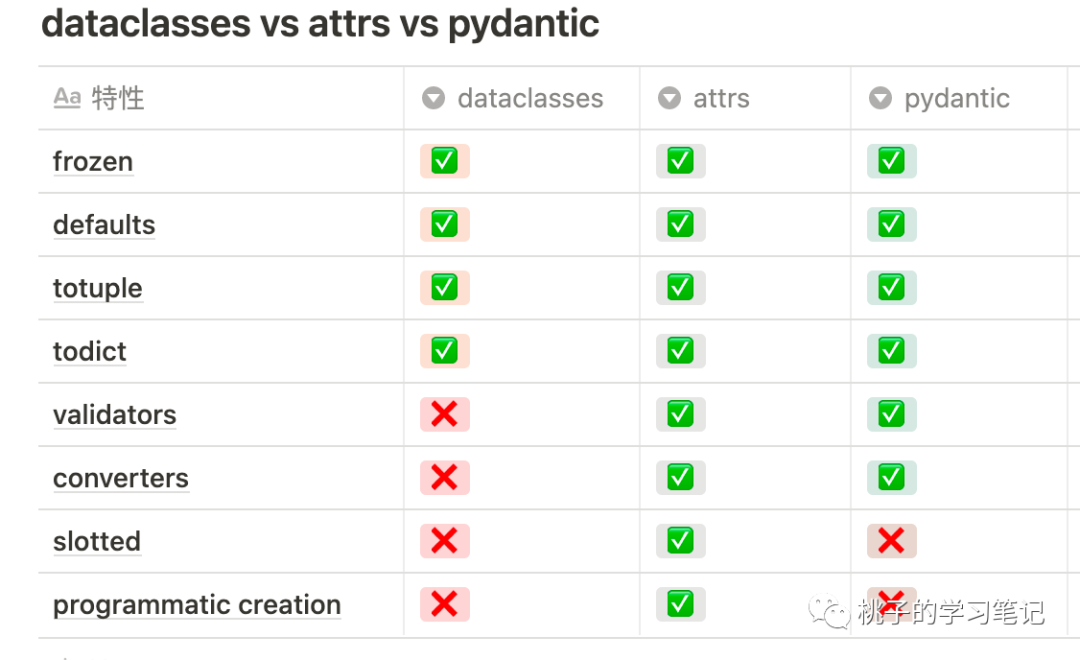 dataclasses vs attrs vs pydantic
Aa 特性 dataclasses attrs pydantic
frozen ✅ ✅ ✅
defaults ✅ ✅ ✅
totuple ✅ ✅ ✅
todict ✅ ✅ ✅
validators ❌ ✅ ✅
converters ❌ ✅ ✅
slotted ❌ ✅ ❌
programmatic creation ❌ ✅ ❌
桃子的学习笔记